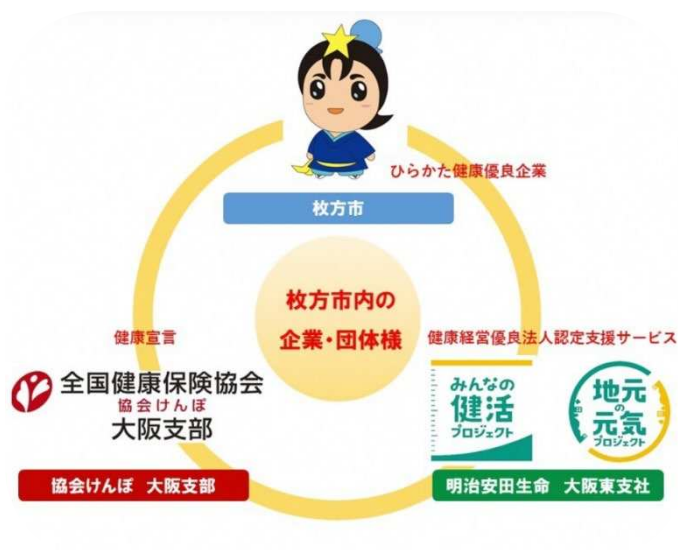 ひらかた健康優良企業
枚方市
枚方市内の
企業・団体様
健康宣言
全国健康保険協会
協会けんぽ
大阪支部
協会けんぽ 大阪支部
健康経営優良法人認定支援サービス
みんなの
健活
プロジェクト
地元
の
元気
プロジェクト
明治安田生命 大阪東支社